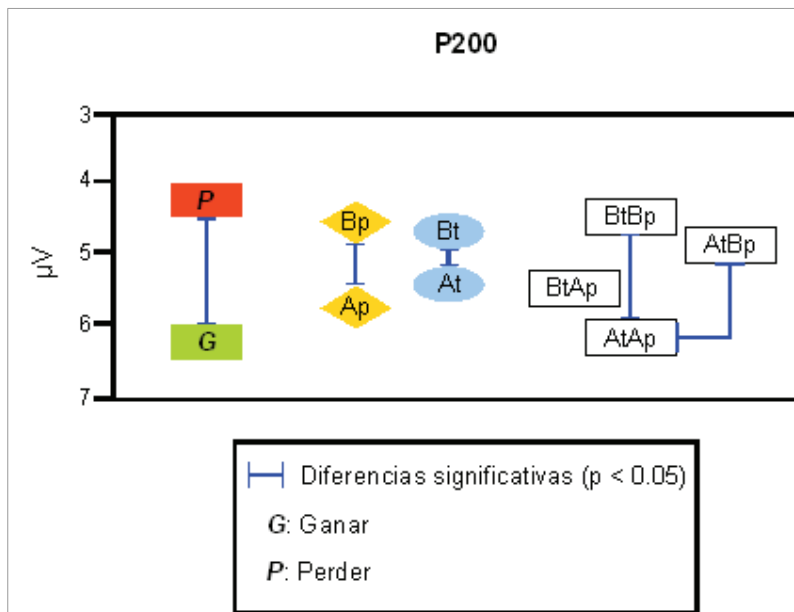 P200
3
4
5
6
7
µV
P
G
Bp
Ap
Bt
At
BtBp
AtBp
BtAp
AtAp
Diferencias significativas (p < 0.05)
G: Ganar
P: Perder